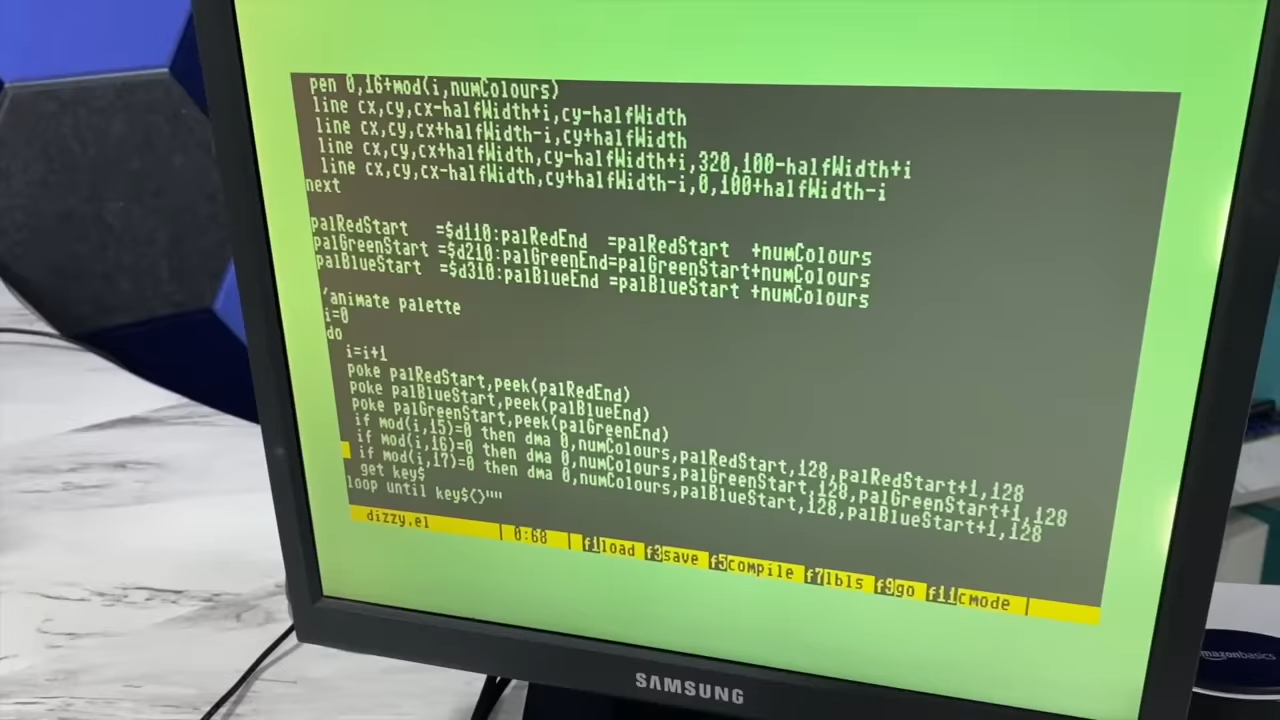 pen 0,16+mod(i,numColours)
line cx,cy,cx-halfWidth+i,cy-halfWidth
line cx,cy,cx+halfWidth-i,cy+halfWidth
line cx,cy,cx+halfWidth,cy-halfWidth+i,320,100-halfWidth+i
line cx,cy,cx-halfWidth,cy+halfWidth-i,0,100+halfWidth-i
next
palRedStart =$d110:palRedEnd =palRedStart +numColours
palGreenStart =$d210:palGreenEnd=palGreenStart+numColours
palBlueStart =$d310:palBlueEnd =palBlueStart +numColours
'animate palette
i=0
do
i=i+1
poke palRedStart,peek(palRedEnd)
poke palBlueStart,peek(palBlueEnd)
poke palGreenStart,peek(palGreenEnd)
if mod(i,15)=0 then dma 0,numColours,palRedStart,128,palRedStart+1,128
if mod(i,16)=0 then dma 0,numColours,palGreenStart,128,palGreenStart+1,128
if mod(i,17)=0 then dma 0,numColours,palBlueStart,128,palBlueStart+1,128
get key$
loop until key$<>""
dizzy.el | 0:68 | f1load f3save f5compile f7lbls f9go f11cmode |
SAMSUNG
amazonbasics